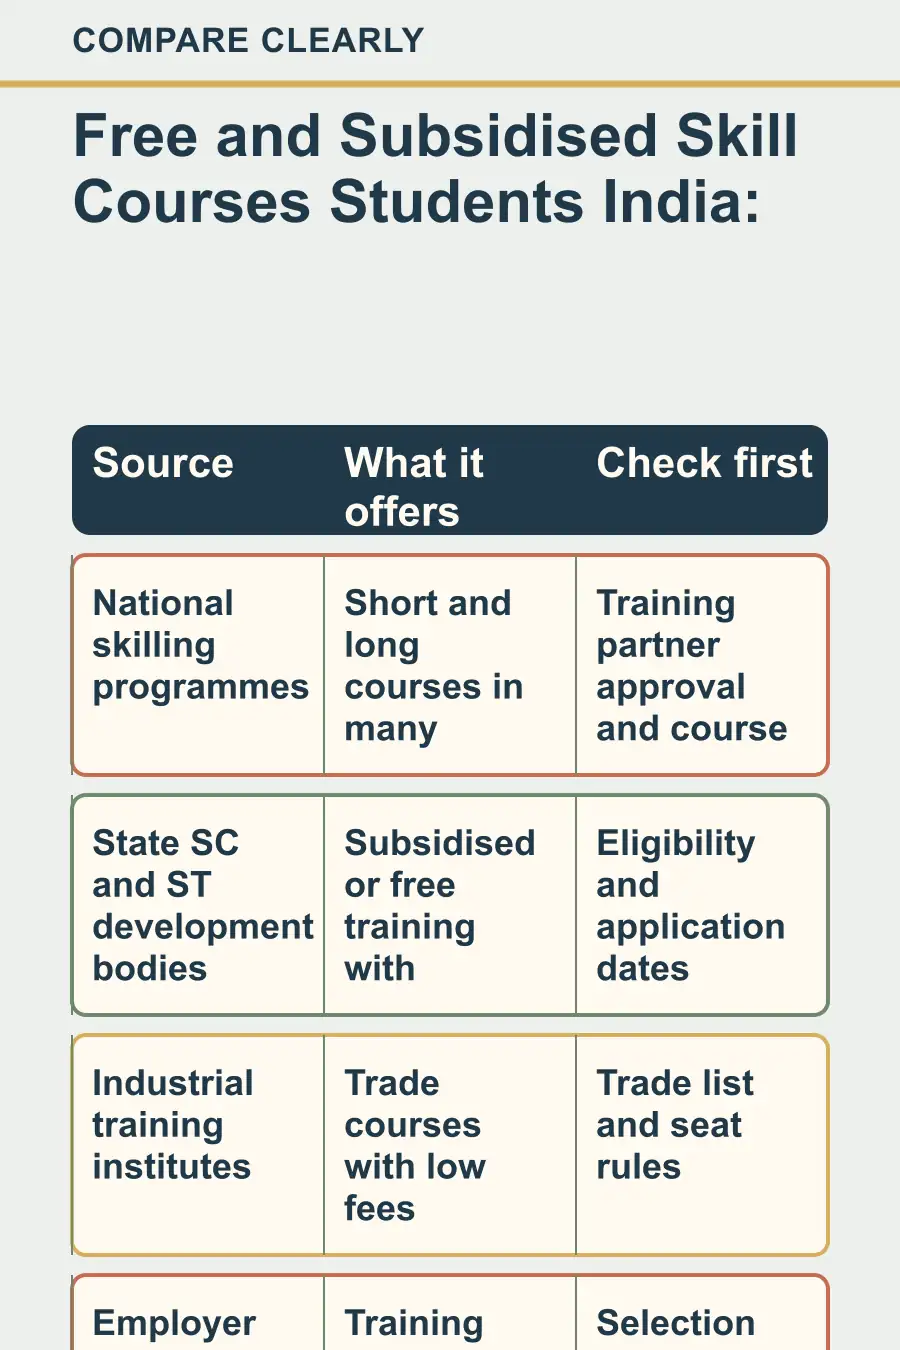 COMPARE CLEARLY
Free and Subsidised Skill
Courses Students India:
Source
What it
offers
Check first
National
skilling
programmes
Short and
long
courses in
many
Training
partner
approval
and course
State SC
and ST
development
bodies
Subsidised
or free
training
with
Eligibility
and
application
dates
Industrial
training
institutes
Trade
courses
with low
fees
Trade list
and seat
rules
Employer
Training
Selection